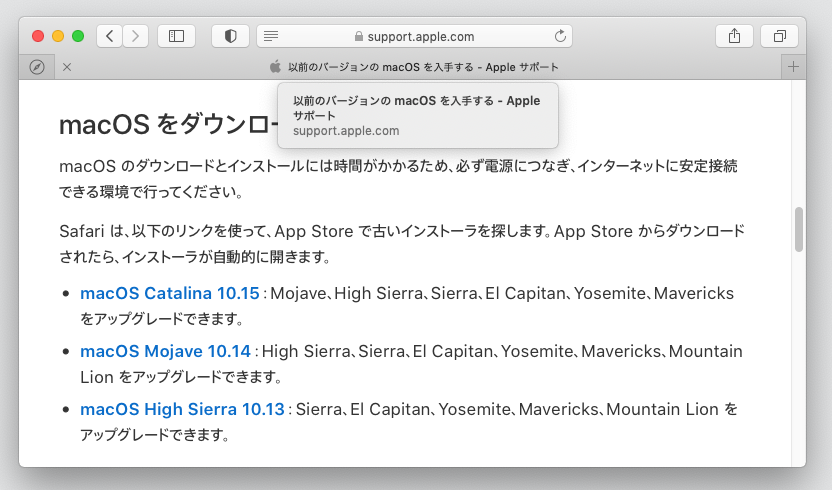 support.apple.com
以前のバージョンの macOS を入手する - Apple サポート
以前のバージョンの macOS を入手する - Apple
サポート
support.apple.com
macOS をダウンロー
macOS のダウンロードとインストールには時間がかかるため、必ず電源につなぎ、インターネットに安定接続
できる環境で行ってください。
Safari は、以下のリンクを使って、App Store で古いインストーラを探します。App Store からダウンロード
されたら、インストーラが自動的に開きます。
• macOS Catalina 10.15：Mojave、High Sierra、Sierra、El Capitan、Yosemite、Mavericks
をアップグレードできます。
• macOS Mojave 10.14：High Sierra、Sierra、El Capitan、Yosemite、Mavericks、Mountain
Lion をアップグレードできます。
• macOS High Sierra 10.13：Sierra、El Capitan、Yosemite、Mavericks、Mountain Lion を
アップグレードできます。